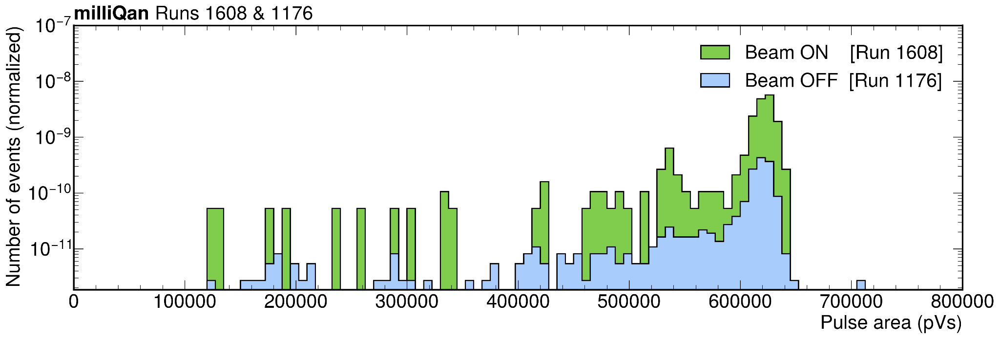 milliQan Runs 1608 & 1176
Number of events (normalized)
10⁻⁷
10⁻⁸
10⁻⁹
10⁻¹⁰
10⁻¹¹
Beam ON [Run 1608]
Beam OFF [Run 1176]
0 100000 200000 300000 400000 500000 600000 700000 800000
Pulse area (pVs)